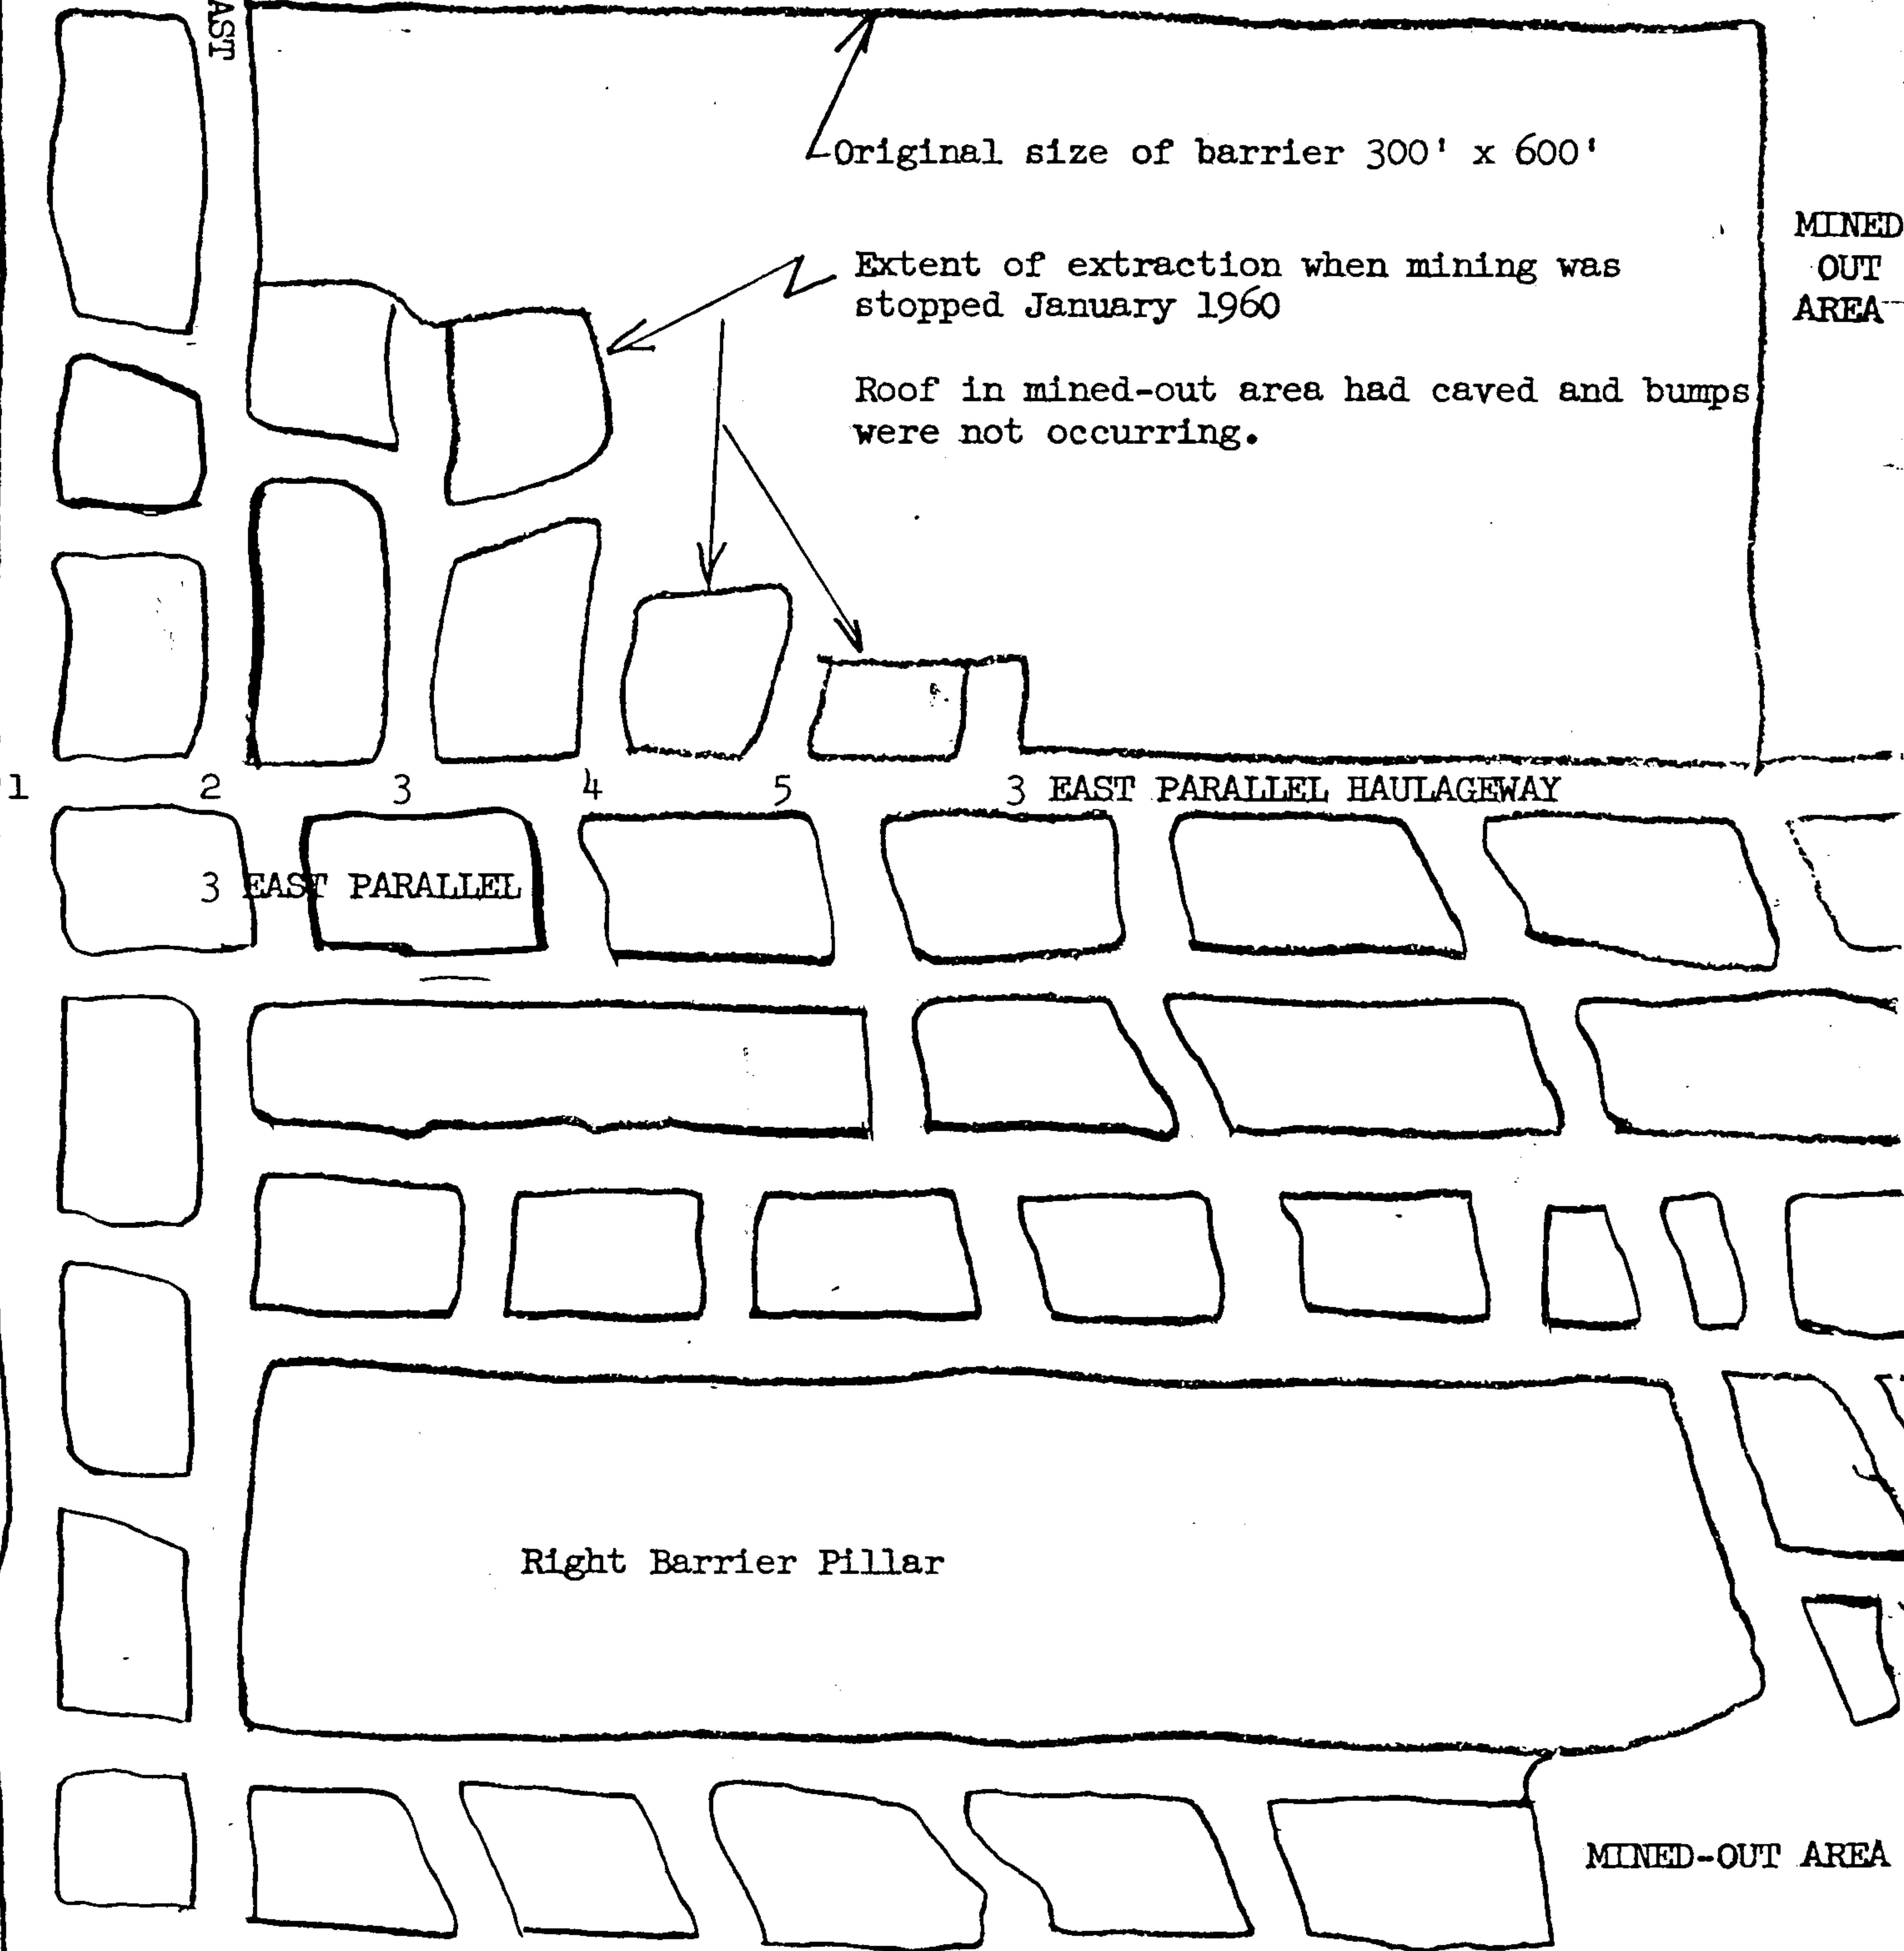 AST
Original size of barrier 300' x 600'
MINED
OUT
AREA
Extent of extraction when mining was
stopped January 1960
Roof in mined-out area had caved and bumps
were not occurring.
1 2 3 4 5 3 EAST PARALLEL HAULAGEWAY
3 EAST PARALLEL
Right Barrier Pillar
MINED-OUT AREA